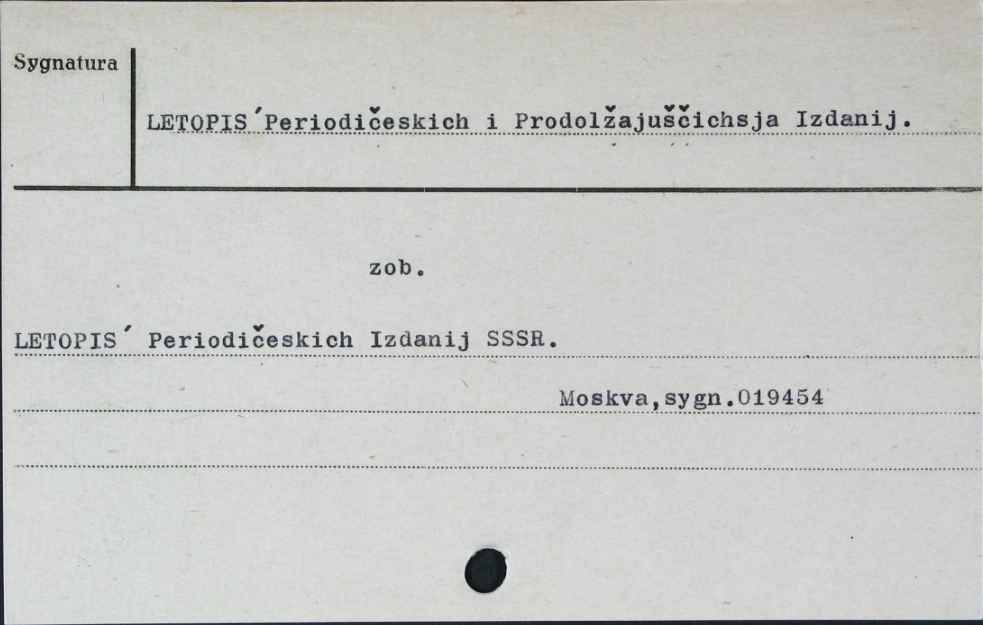 Sygnatura
LETOPIS´Periodičeskich i Prodolžajuščichsja Izdanij.
zob.
LETOPIS´ Periodičeskich Izdanij SSSR.
Moskva,sygn.019454